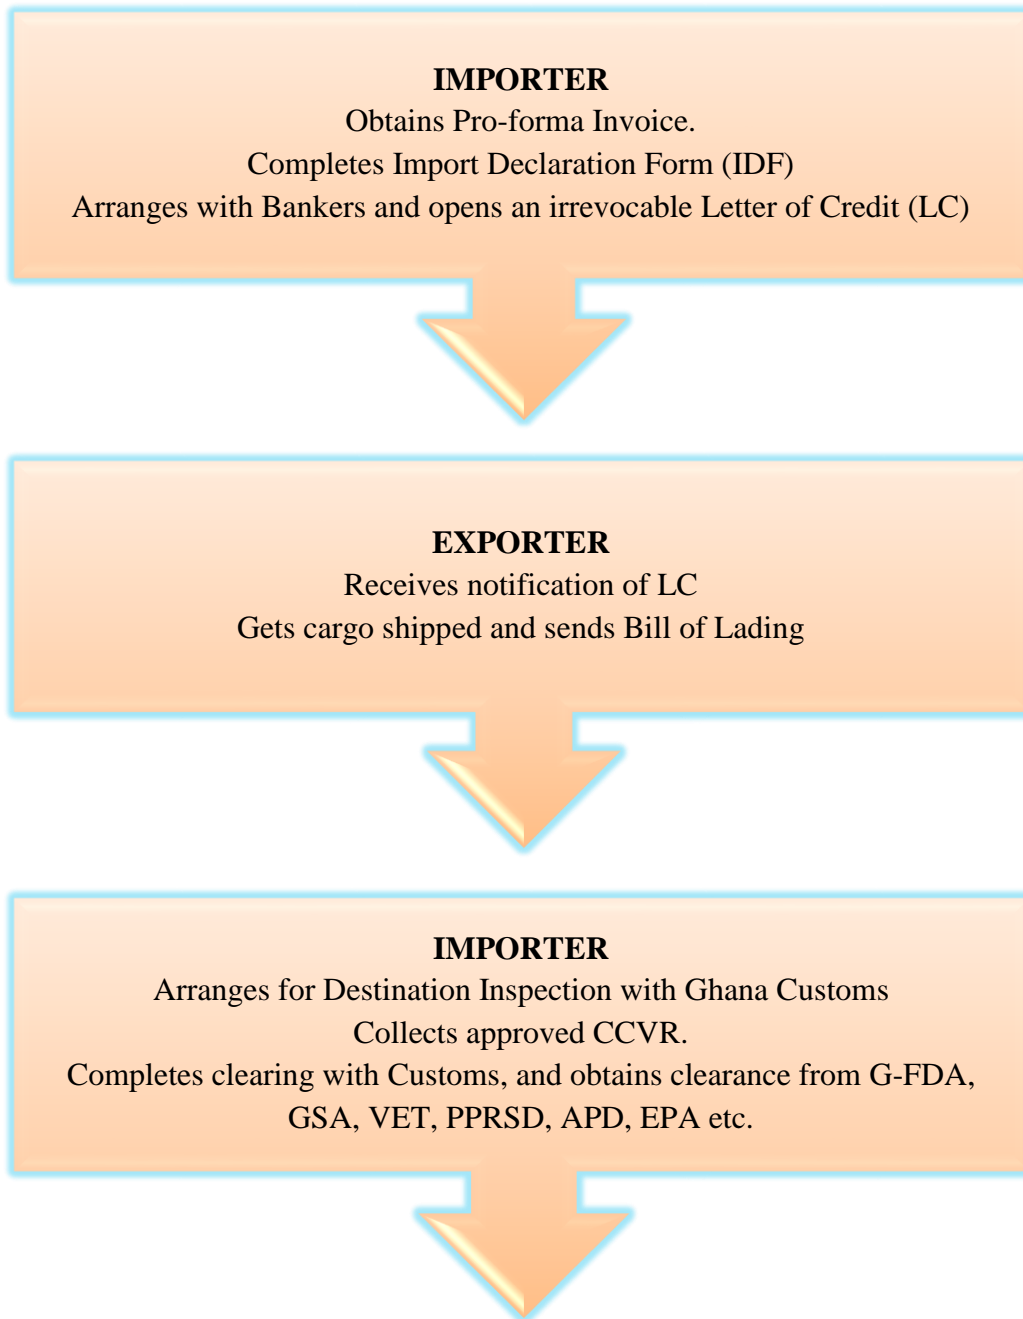 IMPORTER
Obtains Pro-forma Invoice.
Completes Import Declaration Form (IDF)
Arranges with Bankers and opens an irrevocable Letter of Credit (LC)
EXPORTER
Receives notification of LC
Gets cargo shipped and sends Bill of Lading
IMPORTER
Arranges for Destination Inspection with Ghana Customs
Collects approved CCVR.
Completes clearing with Customs, and obtains clearance from G-FDA,
GSA, VET, PPRSD, APD, EPA etc.